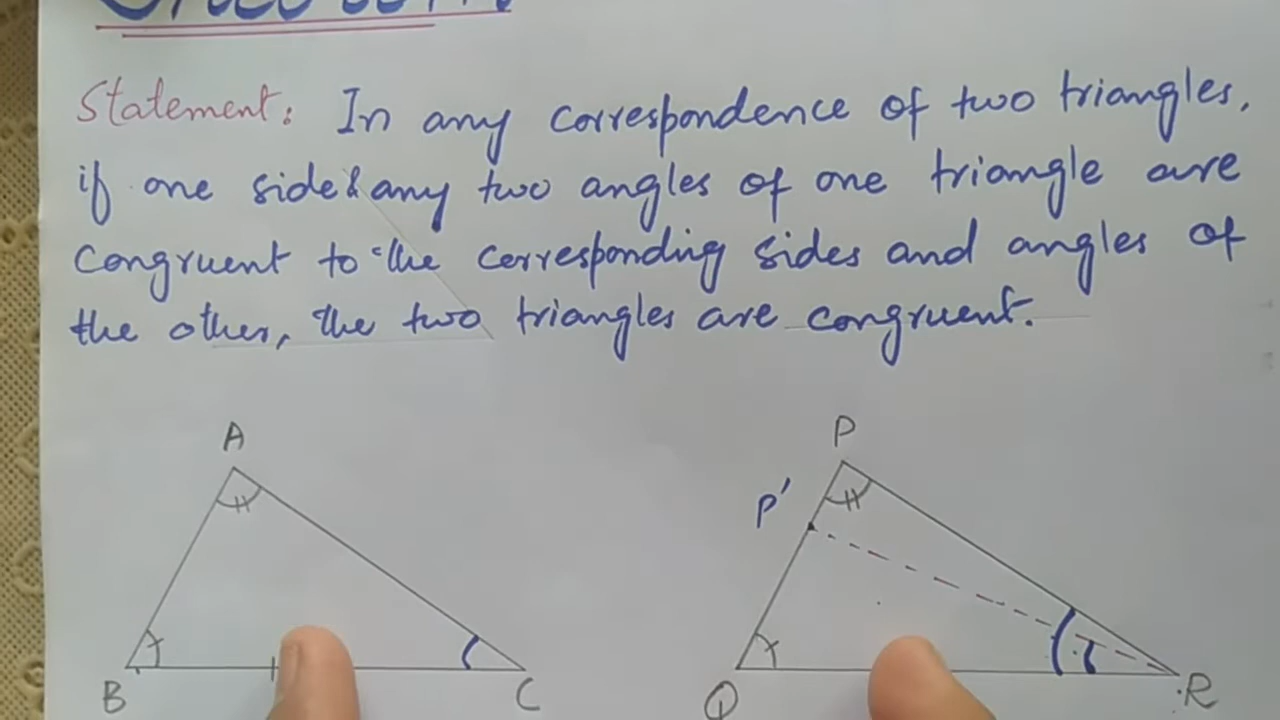 Statement: In any correspondence of two triangles,
if one side & any two angles of one triangle are
congruent to the corresponding sides and angles of
the other, the two triangles are congruent.
A
P
P'
B
C
Q
R